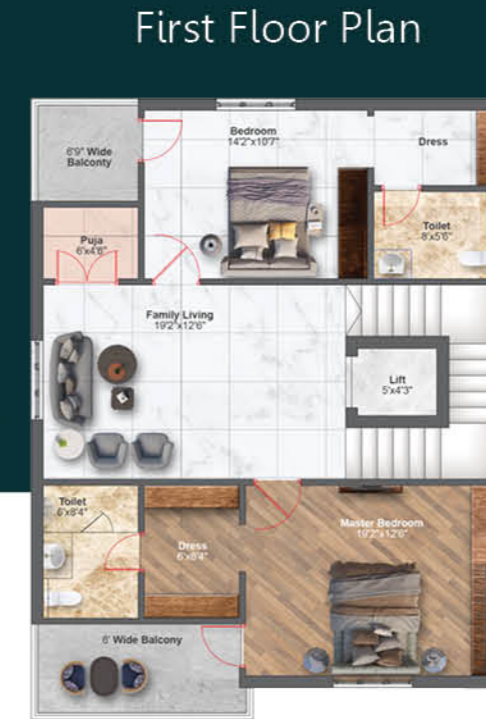 First Floor Plan
Bedroom
14'2"x10'7"
Dress
6'9" Wide
Balconty
Toilet
8'x5'6"
Puja
6'x4'6"
Family Living
19'2"x12'6"
Lift
5'x4'3"
Toilet
6'x8'4"
Master Bedroom
19'2"x12'6"
Dress
6'x8'4"
6' Wide Balcony